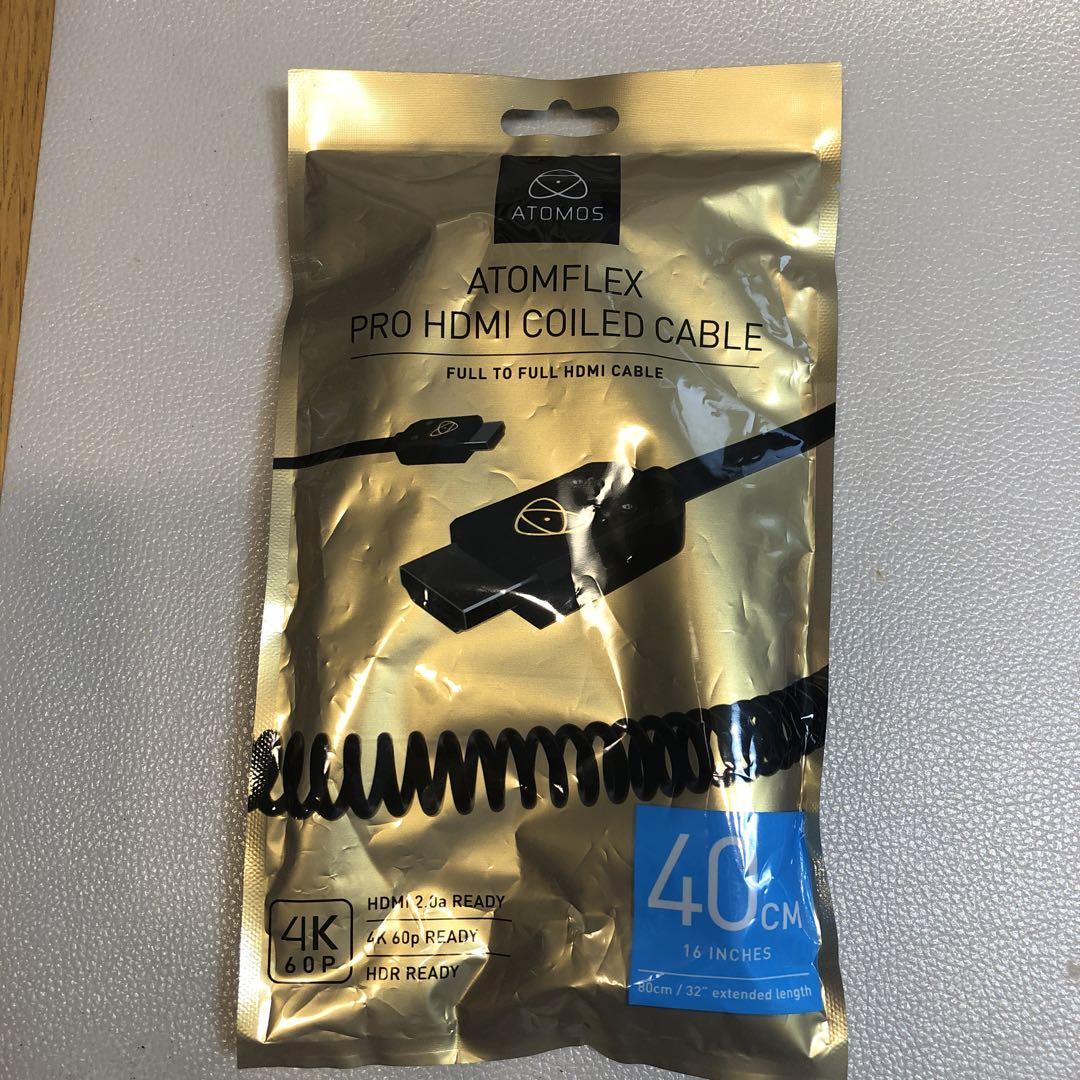 ATOMOS
ATOMFLEX
PRO HDMI COILED CABLE
FULL TO FULL HDMI CABLE
4K
60P
HDMI 2.0a READY
4K 60p READY
HDR READY
40CM
16 INCHES
80cm / 32" extended length